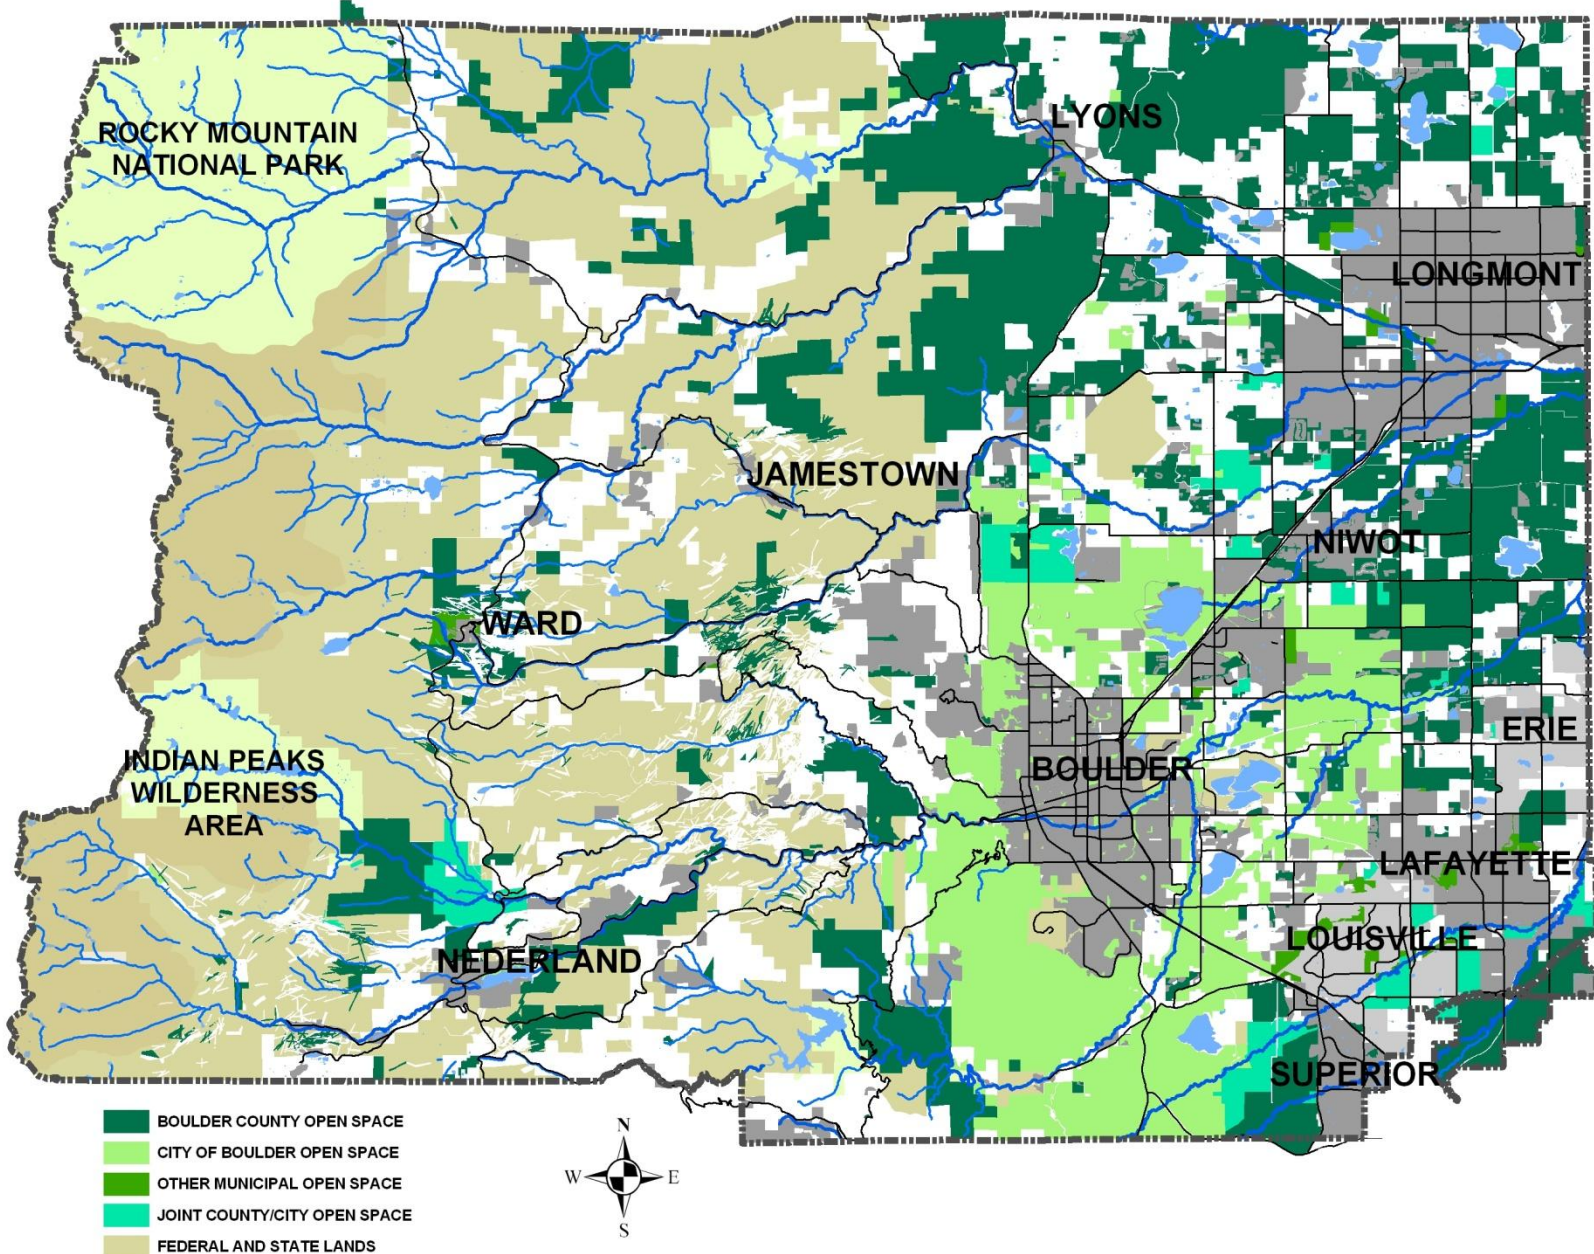 ROCKY MOUNTAIN
NATIONAL PARK
LYONS
LONGMONT
JAMESTOWN
NIWOT
WARD
ERIE
INDIAN PEAKS
WILDERNESS
AREA
BOULDER
LAFAYETTE
LOUISVILLE
NEDERLAND
SUPERIOR
BOULDER COUNTY OPEN SPACE
CITY OF BOULDER OPEN SPACE
OTHER MUNICIPAL OPEN SPACE
JOINT COUNTY/CITY OPEN SPACE
FEDERAL AND STATE LANDS
N
W E
S